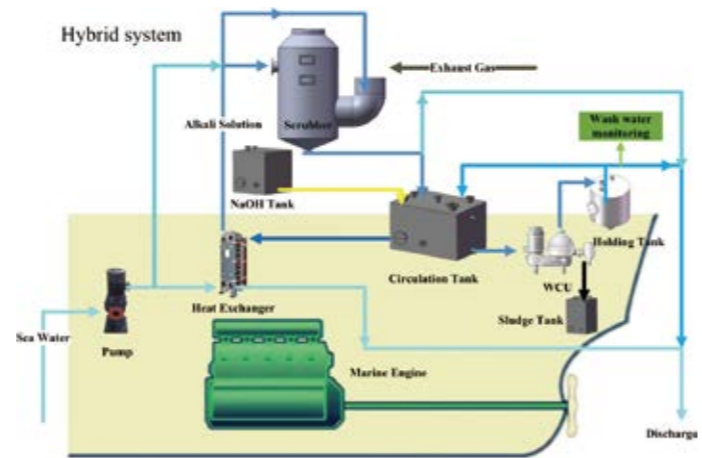 Hybrid system
Exhaust Gas
Alkali Solution
Scrubber
Wash water
monitoring
NaOH Tank
Holding Tank
Circulation Tank
WCU
Heat Exchanger
Sludge Tank
Sea Water
Pump
Marine Engine
Discharge